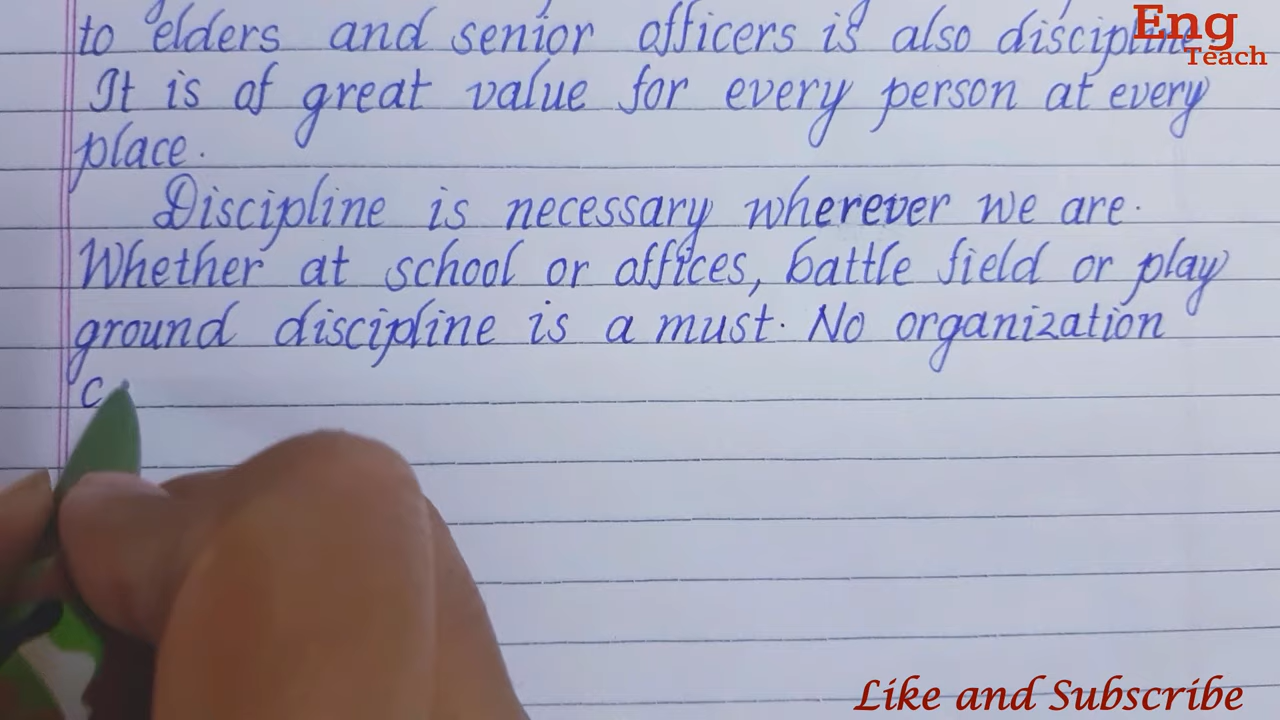 to elders and senior officers is also discipline.
Eng
Teach
It is of great value for every person at every
place.
Discipline is necessary wherever we are.
Whether at school or offices, battle field or play
ground discipline is a must. No organization
c
Like and Subscribe